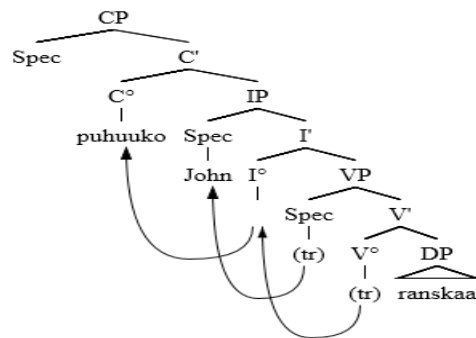 CP
Spec C'
C° IP
puhuuko Spec I'
John I° VP
Spec V'
(tr) V° DP
(tr) ranskaa